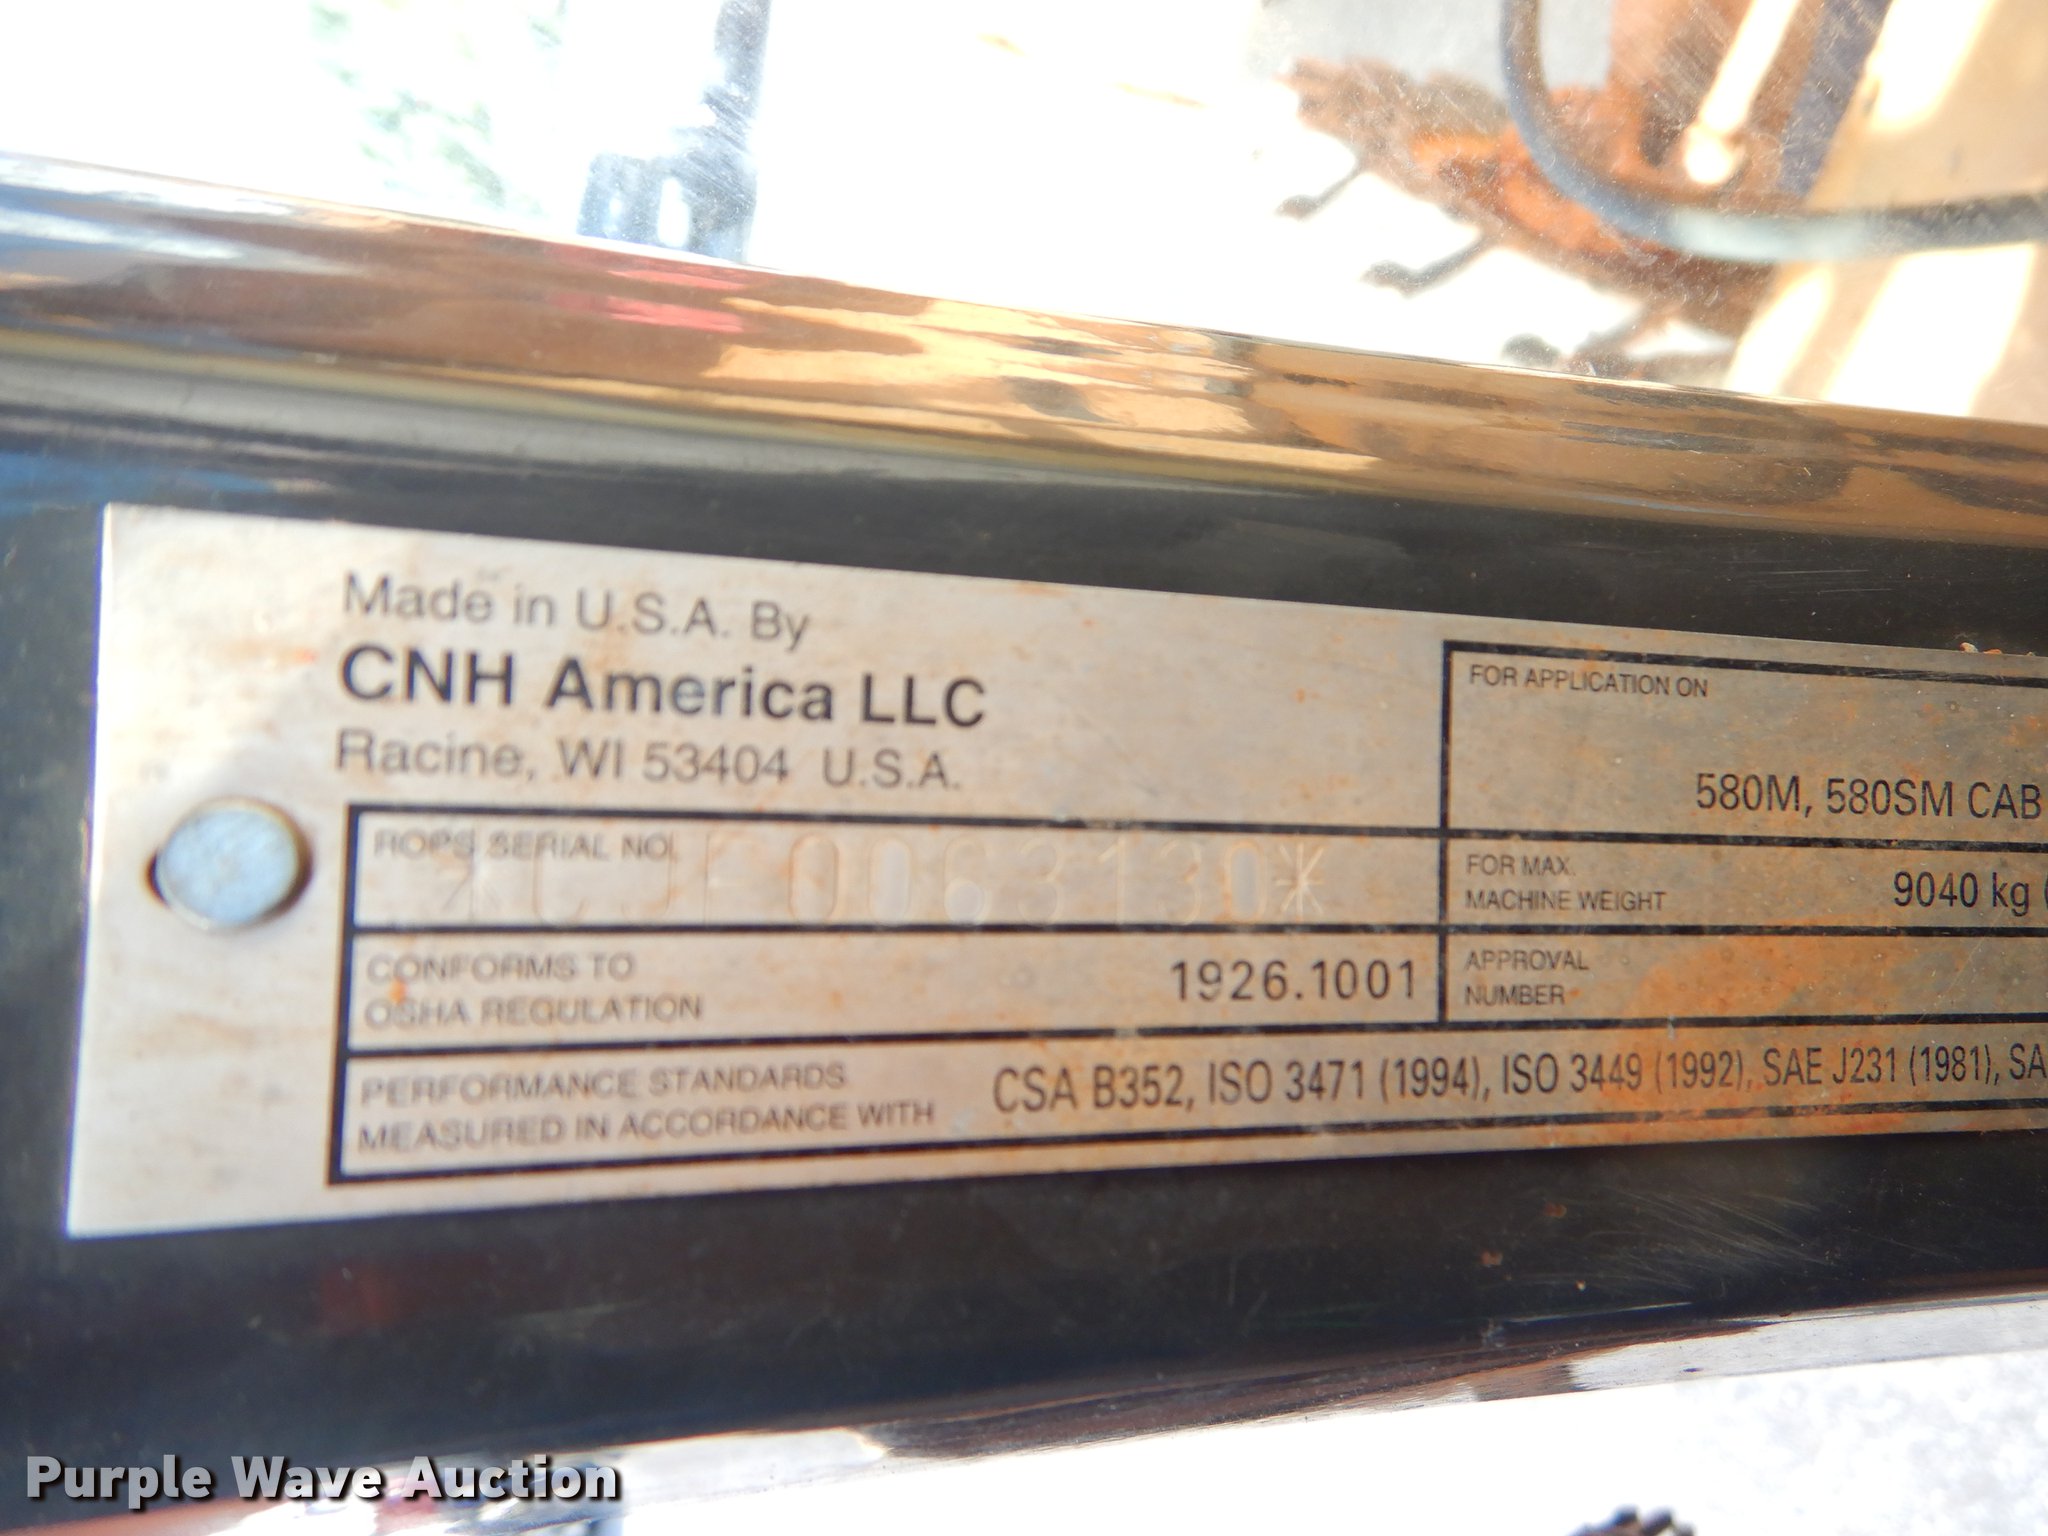 Made in U.S.A. By
CNH America LLC
Racine, WI 53404 U.S.A.
ROPS SERIAL NO.
*CJF0063130*
CONFORMS TO
OSHA REGULATION
1926.1001
PERFORMANCE STANDARDS
MEASURED IN ACCORDANCE WITH
CSA B352, ISO 3471 (1994), ISO 3449 (1992), SAE J231 (1981), SA
FOR APPLICATION ON
580M, 580SM CAB
FOR MAX.
MACHINE WEIGHT
9040 kg (
APPROVAL
NUMBER
Purple Wave Auction